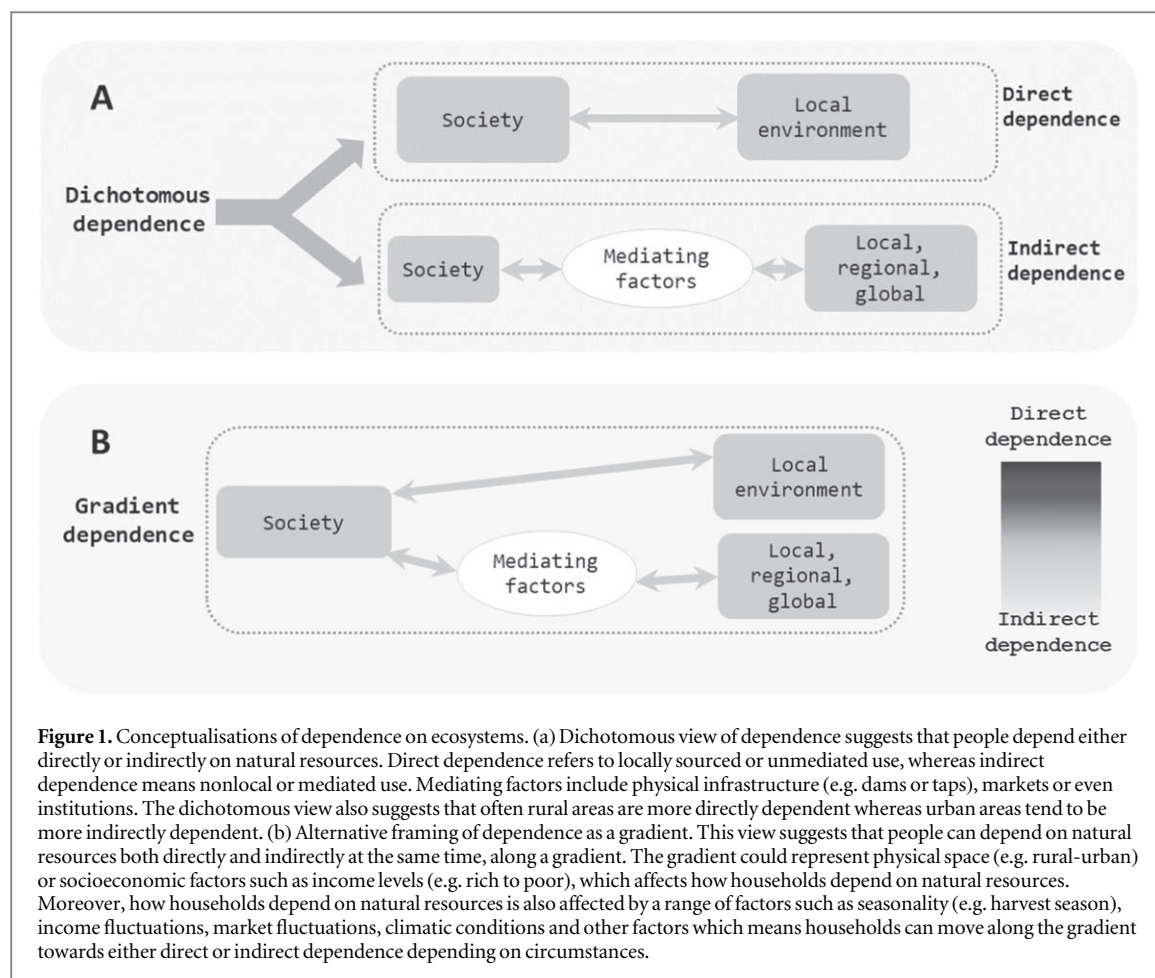 A
Dichotomous
dependence
Society
Local
environment
Direct
dependence
Society
Mediating
factors
Local,
regional,
global
Indirect
dependence
B
Gradient
dependence
Society
Local
environment
Mediating
factors
Local,
regional,
global
Direct
dependence
Indirect
dependence
Figure 1. Conceptualisations of dependence on ecosystems. (a) Dichotomous view of dependence suggests that people depend either
directly or indirectly on natural resources. Direct dependence refers to locally sourced or unmediated use, whereas indirect
dependence means nonlocal or mediated use. Mediating factors include physical infrastructure (e.g. dams or taps), markets or even
institutions. The dichotomous view also suggests that often rural areas are more directly dependent whereas urban areas tend to be
more indirectly dependent. (b) Alternative framing of dependence as a gradient. This view suggests that people can depend on natural
resources both directly and indirectly at the same time, along a gradient. The gradient could represent physical space (e.g. rural-urban)
or socioeconomic factors such as income levels (e.g. rich to poor), which affects how households depend on natural resources.
Moreover, how households depend on natural resources is also affected by a range of factors such as seasonality (e.g. harvest season),
income fluctuations, market fluctuations, climatic conditions and other factors which means households can move along the gradient
towards either direct or indirect dependence depending on circumstances.